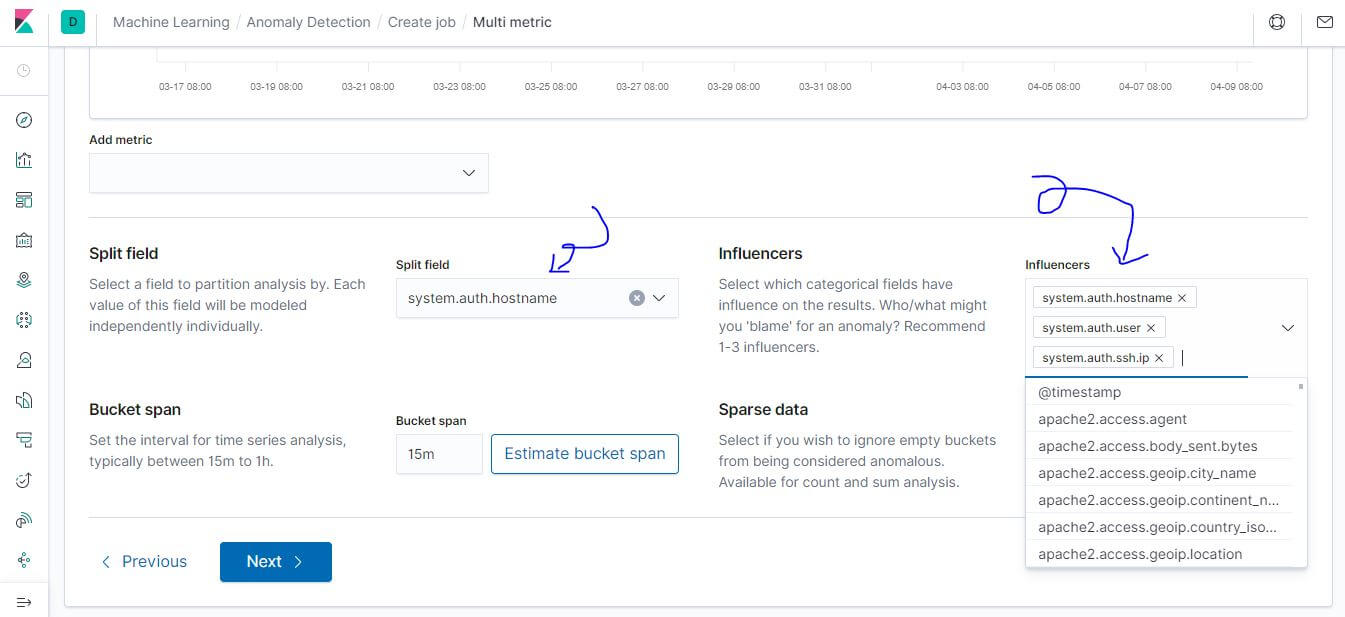 D Machine Learning / Anomaly Detection / Create job / Multi metric
03-17 08:00 03-19 08:00 03-21 08:00 03-23 08:00 03-25 08:00 03-27 08:00 03-29 08:00 03-31 08:00 04-03 08:00 04-05 08:00 04-07 08:00 04-09 08:00
Add metric
Split field
Select a field to partition analysis by. Each
value of this field will be modeled
independently individually.
Split field
system.auth.hostname
Influencers
Select which categorical fields have
influence on the results. Who/what might
you 'blame' for an anomaly? Recommend
1-3 influencers.
Influencers
system.auth.hostname
system.auth.user
system.auth.ssh.ip
@timestamp
apache2.access.agent
apache2.access.body_sent.bytes
apache2.access.geoip.city_name
apache2.access.geoip.continent_n...
apache2.access.geoip.country_iso...
apache2.access.geoip.location
Bucket span
Set the interval for time series analysis,
typically between 15m to 1h.
Bucket span
15m
Estimate bucket span
Sparse data
Select if you wish to ignore empty buckets
from being considered anomalous.
Available for count and sum analysis.
Previous
Next